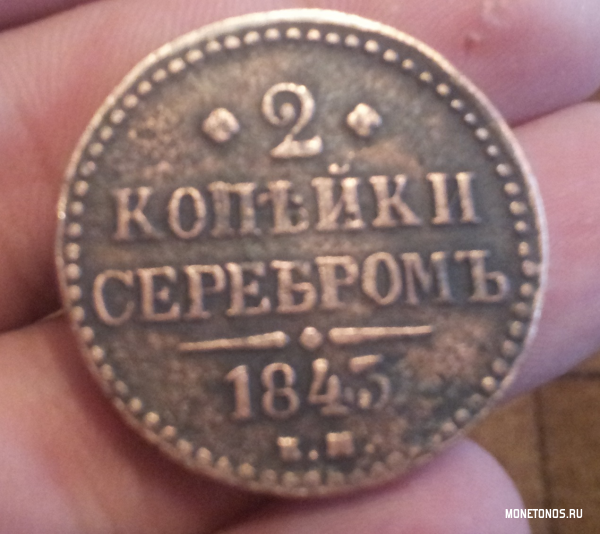 2
КОПѢЙКИ
СЕРЕБРОМЪ
1843
Е.М.
MONETONOS.RU